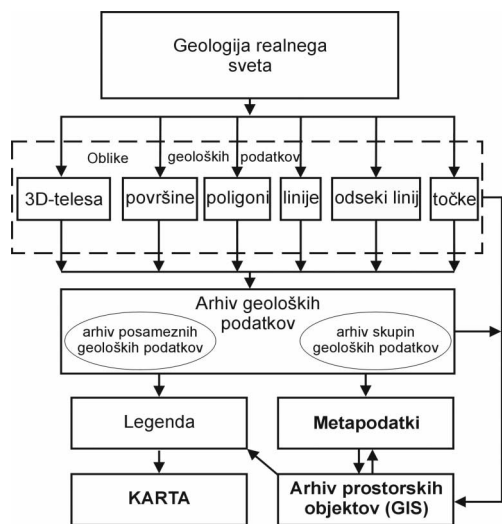 Geologija realnega
sveta
Oblike geoloških podatkov
3D-telesa površine poligoni linije odseki linij točke
Arhiv geoloških
podatkov
arhiv posameznih
geoloških podatkov
arhiv skupin
geoloških podatkov
Legenda
Metapodatki
KARTA
Arhiv prostorskih
objektov (GIS)